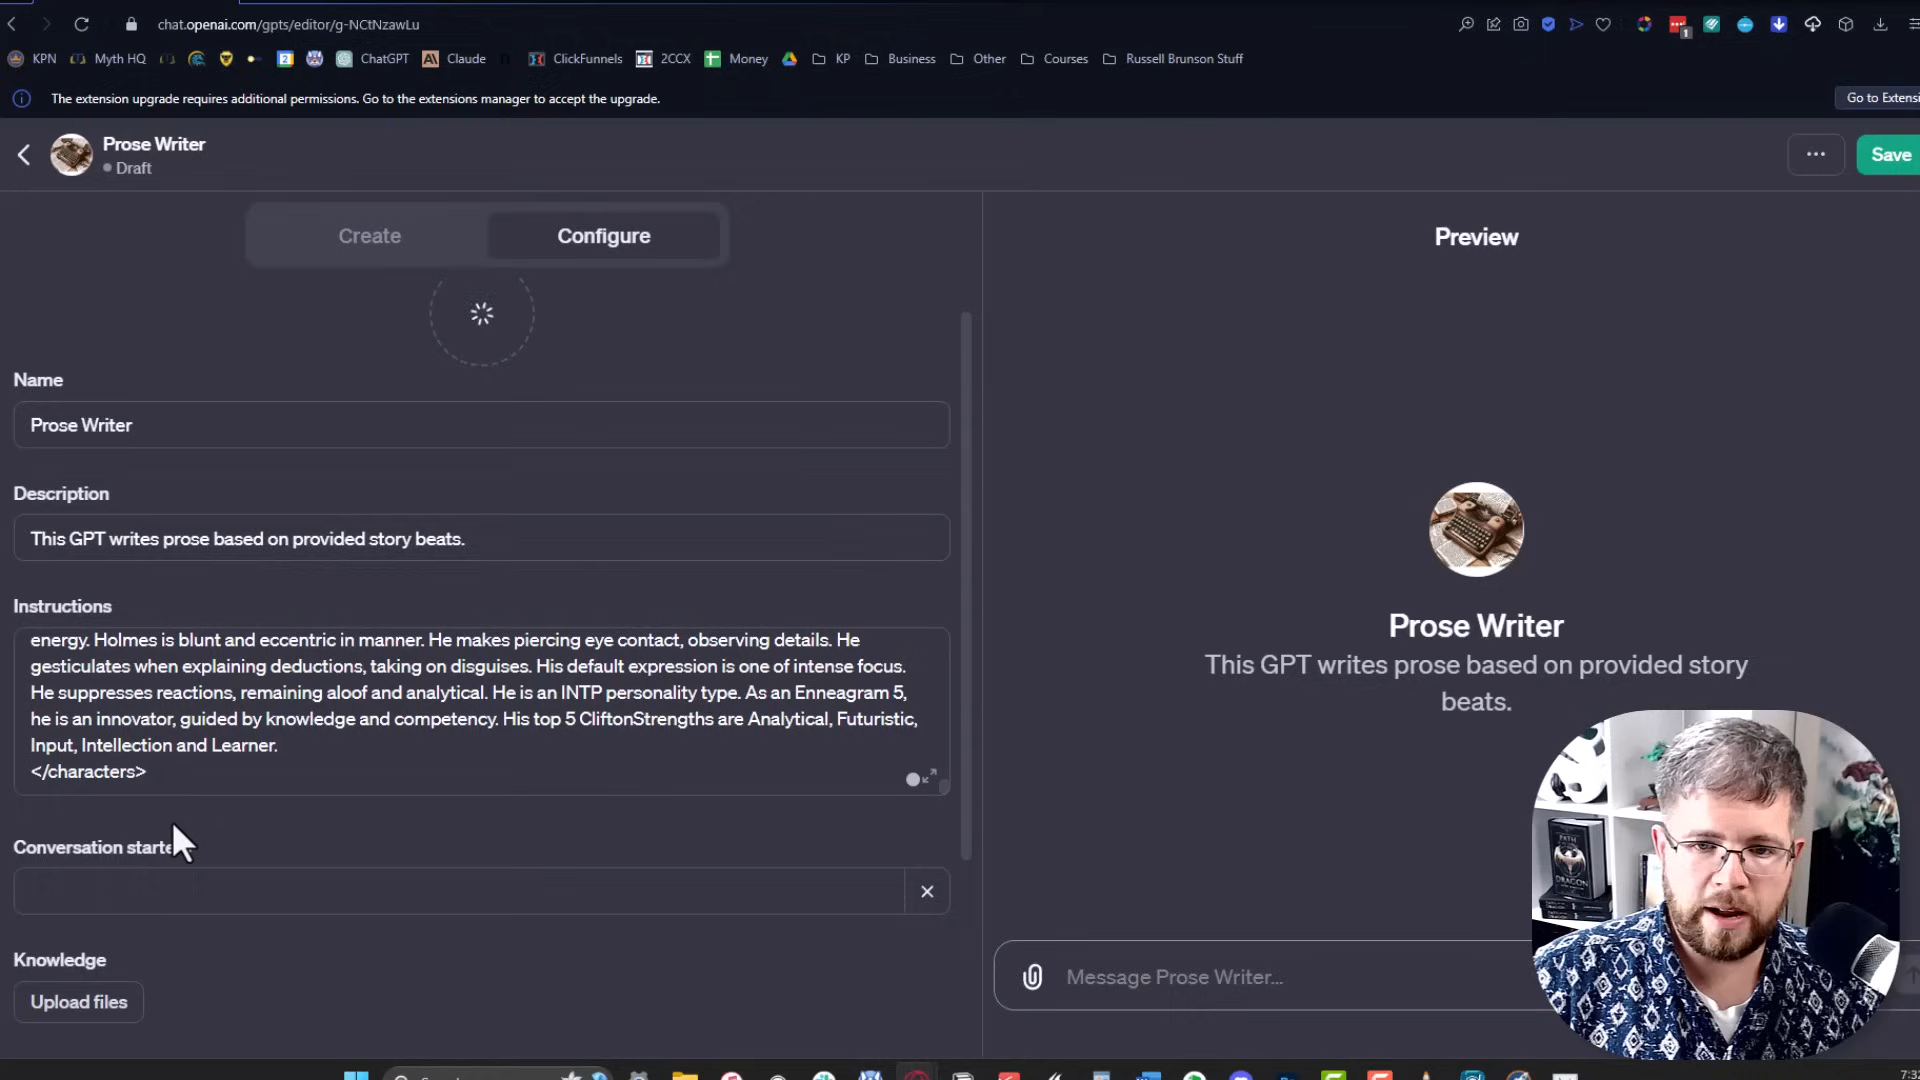 chat.openai.com/gpts/editor/g-NCtNzawLu
KPN
Myth HQ
ChatGPT
Claude
ClickFunnels
2CCX
Money
KP
Business
Other
Courses
Russell Brunson Stuff
The extension upgrade requires additional permissions. Go to the extensions manager to accept the upgrade.
Go to Extensi
Prose Writer
Draft
Save
Create
Configure
Preview
Name
Prose Writer
Description
This GPT writes prose based on provided story beats.
Instructions
energy. Holmes is blunt and eccentric in manner. He makes piercing eye contact, observing details. He
gesticulates when explaining deductions, taking on disguises. His default expression is one of intense focus.
He suppresses reactions, remaining aloof and analytical. He is an INTP personality type. As an Enneagram 5,
he is an innovator, guided by knowledge and competency. His top 5 CliftonStrengths are Analytical, Futuristic,
Input, Intellection and Learner.
</characters>
Prose Writer
This GPT writes prose based on provided story
beats.
Conversation starte
Knowledge
Upload files
Message Prose Writer...
PATH
DRAGON
7:3